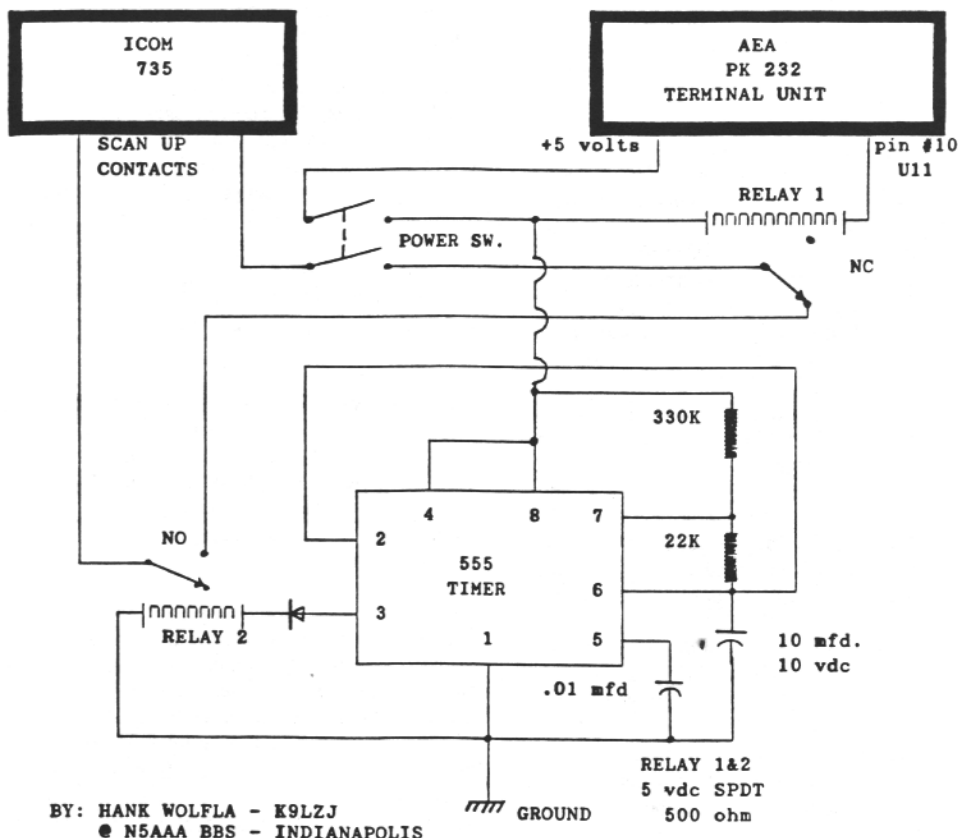 ICOM
735
AEA
PK 232
TERMINAL UNIT
SCAN UP
CONTACTS
+5 volts
pin #10
U11
RELAY 1
POWER SW.
NC
330K
4
8
7
NO
2
22K
555
TIMER
6
3
RELAY 2
1
5
10 mfd.
10 vdc
.01 mfd
RELAY 1&2
5 vdc SPDT
500 ohm
GROUND
BY: HANK WOLFLA - K9LZJ
@ N5AAA BBS - INDIANAPOLIS